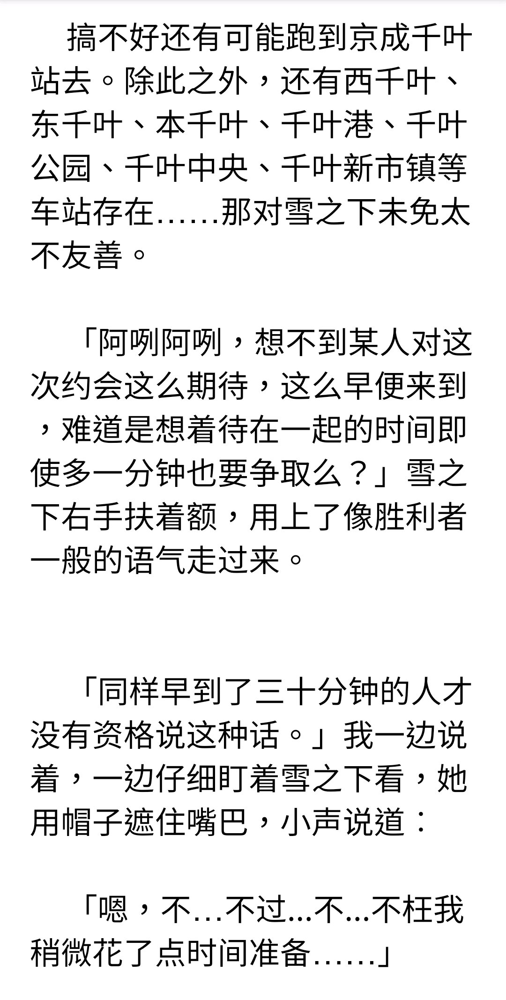 搞不好还有可能跑到京成千叶
站去。除此之外，还有西千叶、
东千叶、本千叶、千叶港、千叶
公园、千叶中央、千叶新市镇等
车站存在……那对雪之下未免太
不友善。
「阿咧阿咧，想不到某人对这
次约会这么期待，这么早便来到
，难道是想着待在一起的时间即
使多一分钟也要争取么？」雪之
下右手扶着额，用上了像胜利者
一般的语气走过来。
「同样早到了三十分钟的人才
没有资格说这种话。」我一边说
着，一边仔细盯着雪之下看，她
用帽子遮住嘴巴，小声说道：
「嗯，不…不过...不...不枉我
稍微花了点时间准备……」